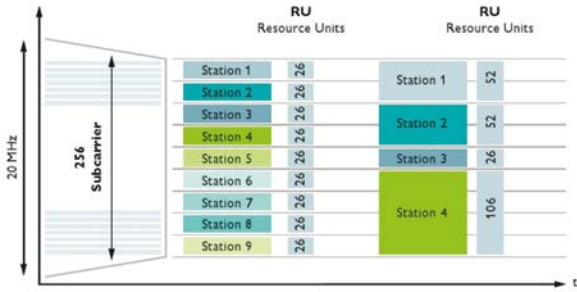 RU
Resource Units
RU
Resource Units
20 MHz
256
Subcarrier
Station 1
26
Station 2
26
Station 3
26
Station 4
26
Station 5
26
Station 6
26
Station 7
26
Station 8
26
Station 9
26
Station 1
52
Station 2
52
Station 3
26
Station 4
106
t